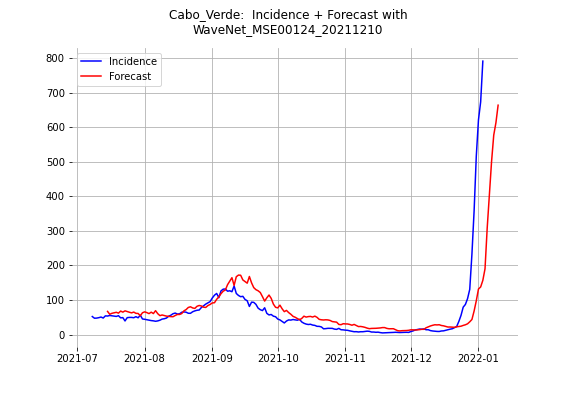 Cabo_Verde:  Incidence + Forecast with
WaveNet_MSE00124_20211210
Incidence
Forecast
800
700
600
500
400
300
200
100
0
2021-07 2021-08 2021-09 2021-10 2021-11 2021-12 2022-01